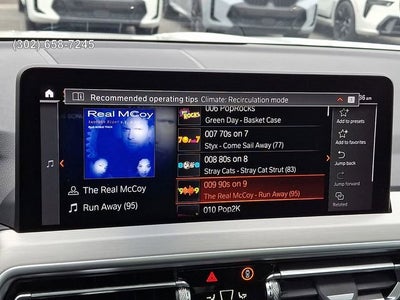 (302) 658-7245
Recommended operating tips Climate: Recirculation mode
Real McCoy
006 PopRocks
Green Day - Basket Case
007 70s on 7
Styx - Come Sail Away (77)
008 80s on 8
Stray Cats - Stray Cat Strut (83)
009 90s on 9
The Real McCoy - Run Away (95)
010 Pop2K
The Real McCoy
Run Away (95)
Add to presets
Add to favorites
Jump back
Jump forward
Related